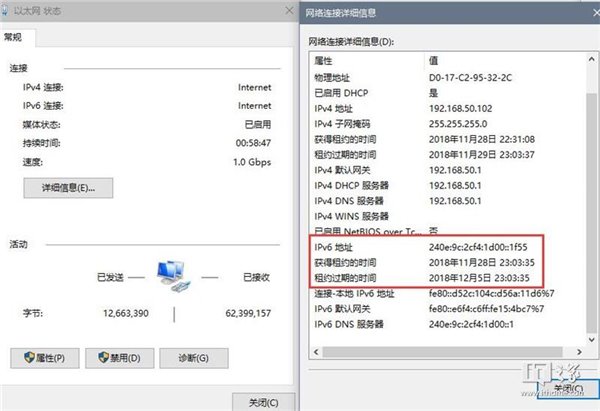 以太网 状态
常规
连接
IPv4 连接: Internet
IPv6 连接: Internet
媒体状态: 已启用
持续时间: 00:58:47
速度: 1.0 Gbps
详细信息(E)...
活动
已发送 已接收
字节: 12,663,390 62,399,157
属性(P) 禁用(D) 诊断(G)
关闭(C)
网络连接详细信息
网络连接详细信息(D):
属性 值
物理地址 D0-17-C2-95-32-2C
已启用 DHCP 是
IPv4 地址 192.168.50.102
IPv4 子网掩码 255.255.255.0
获得租约的时间 2018年11月28日 22:31:08
租约过期的时间 2018年11月29日 23:03:37
IPv4 默认网关 192.168.50.1
IPv4 DHCP 服务器 192.168.50.1
IPv4 DNS 服务器 192.168.50.1
IPv4 WINS 服务器
已启用 NetBIOS over Tc... 否
IPv6 地址 240e:9c:2cf4:1d00::1f55
获得租约的时间 2018年11月28日 23:03:35
租约过期的时间 2018年12月5日 23:03:35
连接-本地 IPv6 地址 fe80::d52c:104c:d56a:11d6%7
IPv6 默认网关 fe80::e6f4:c6ff:fe15:4bc7%7
IPv6 DNS 服务器 240e:9c:2cf4:1d00::1
关闭(C)
IT之家
www.ithome.com